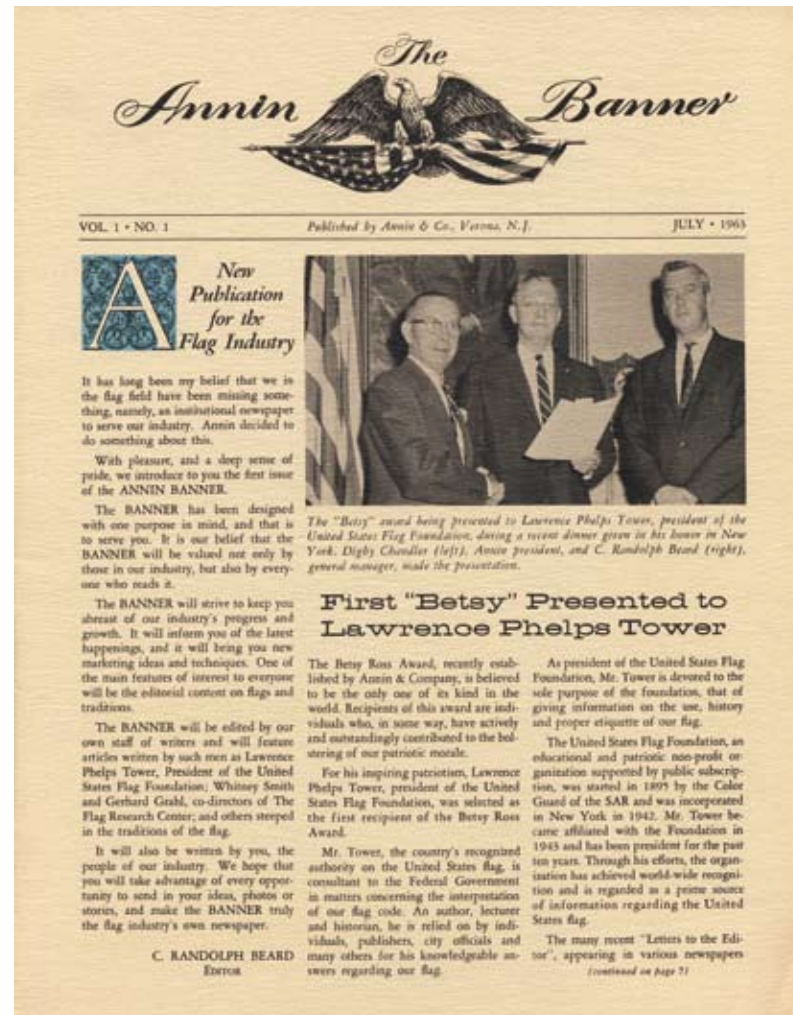 The
Annin Banner
VOL. 1 • NO. 1
Published by Annin & Co., Verona, N.J.
JULY • 1963
A New
Publication
for the
Flag Industry
It has long been my belief that we in
the flag field have been missing some-
thing, namely, an institutional newspaper
to serve our industry. Annin decided to
do something about this.
With pleasure, and a deep sense of
pride, we introduce to you the first issue
of the ANNIN BANNER.
The BANNER has been designed
with one purpose in mind, and that is
to serve you. It is our belief that the
BANNER will be valued not only by
those in our industry, but also by every-
one who reads it.
The BANNER will strive to keep you
abreast of our industry's progress and
growth. It will inform you of the latest
happenings, and it will bring you new
marketing ideas and techniques. One of
the main features of interest to everyone
will be the editorial content on flags and
traditions.
The BANNER will be edited by our
own staff of writers and will feature
articles written by such men as Lawrence
Phelps Tower, President of the United
States Flag Foundation; Whitney Smith
and Gerhard Grahl, co-directors of The
Flag Research Center; and others steeped
in the traditions of the flag.
It will also be written by you, the
people of our industry. We hope that
you will take advantage of every oppor-
tunity to send in your ideas, photos or
stories, and make the BANNER truly
the flag industry's own newspaper.
C. RANDOLPH BEARD
EDITOR
The "Betsy" award being presented to Lawrence Phelps Tower, president of the
United States Flag Foundation, during a recent dinner given in his honor in New
York. Digby Chandler (left), Annin president, and C. Randolph Beard (right),
general manager, made the presentation.
First "Betsy" Presented to
Lawrence Phelps Tower
The Betsy Ross Award, recently estab-
lished by Annin & Company, is believed
to be the only one of its kind in the
world. Recipients of this award are indi-
viduals who, in some way, have actively
and outstandingly contributed to the bol-
stering of our patriotic morale.
For his inspiring patriotism, Lawrence
Phelps Tower, president of the United
States Flag Foundation, was selected as
the first recipient of the Betsy Ross
Award.
Mr. Tower, the country's recognized
authority on the United States flag, is
consultant to the Federal Government
in matters concerning the interpretation
of our flag code. An author, lecturer
and historian, he is relied on by indi-
viduals, publishers, city officials and
many others for his knowledgeable an-
swers regarding our flag.
As president of the United States Flag
Foundation, Mr. Tower is devoted to the
sole purpose of the foundation, that of
giving information on the use, history
and proper etiquette of our flag.
The United States Flag Foundation, an
educational and patriotic non-profit or-
ganization supported by public subscrip-
tion, was started in 1895 by the Color
Guard of the SAR and was incorporated
in New York in 1942. Mr. Tower be-
came affiliated with the Foundation in
1943 and has been president for the past
ten years. Through his efforts, the organ-
ization has achieved world-wide recogni-
tion and is regarded as a prime source
of information regarding the United
States flag.
The many recent "Letters to the Edi-
tor", appearing in various newspapers
(continued on page